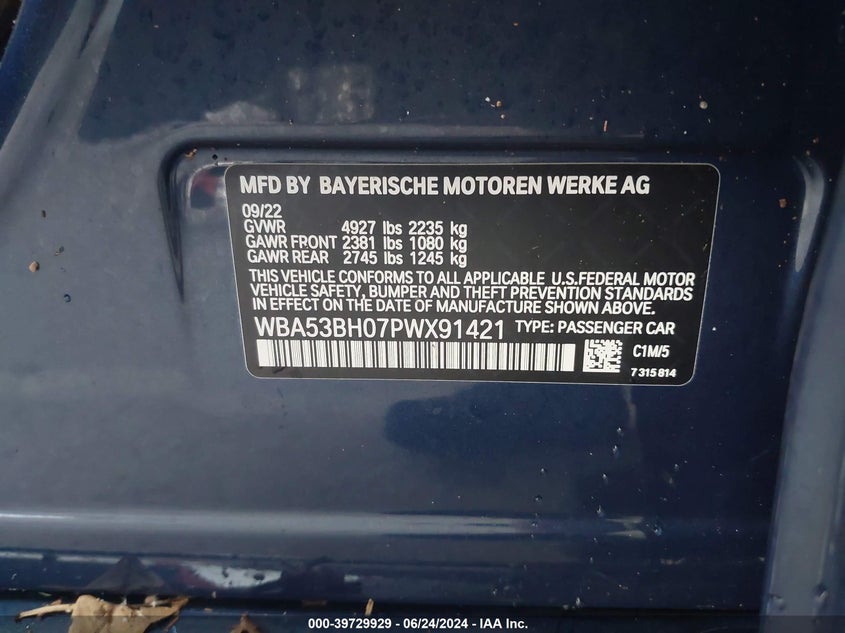 MFD BY BAYERISCHE MOTOREN WERKE AG
09/22
GVWR 4927 lbs 2235 kg
GAWR FRONT 2381 lbs 1080 kg
GAWR REAR 2745 lbs 1245 kg
THIS VEHICLE CONFORMS TO ALL APPLICABLE U.S.FEDERAL MOTOR
VEHICLE SAFETY, BUMPER AND THEFT PREVENTION STANDARDS
IN EFFECT ON THE DATE OF MANUFACTURE SHOWN ABOVE.
WBA53BH07PWX91421 TYPE: PASSENGER CAR
C1M/5
7315814
000-39729929 - 06/24/2024 - IAA Inc.